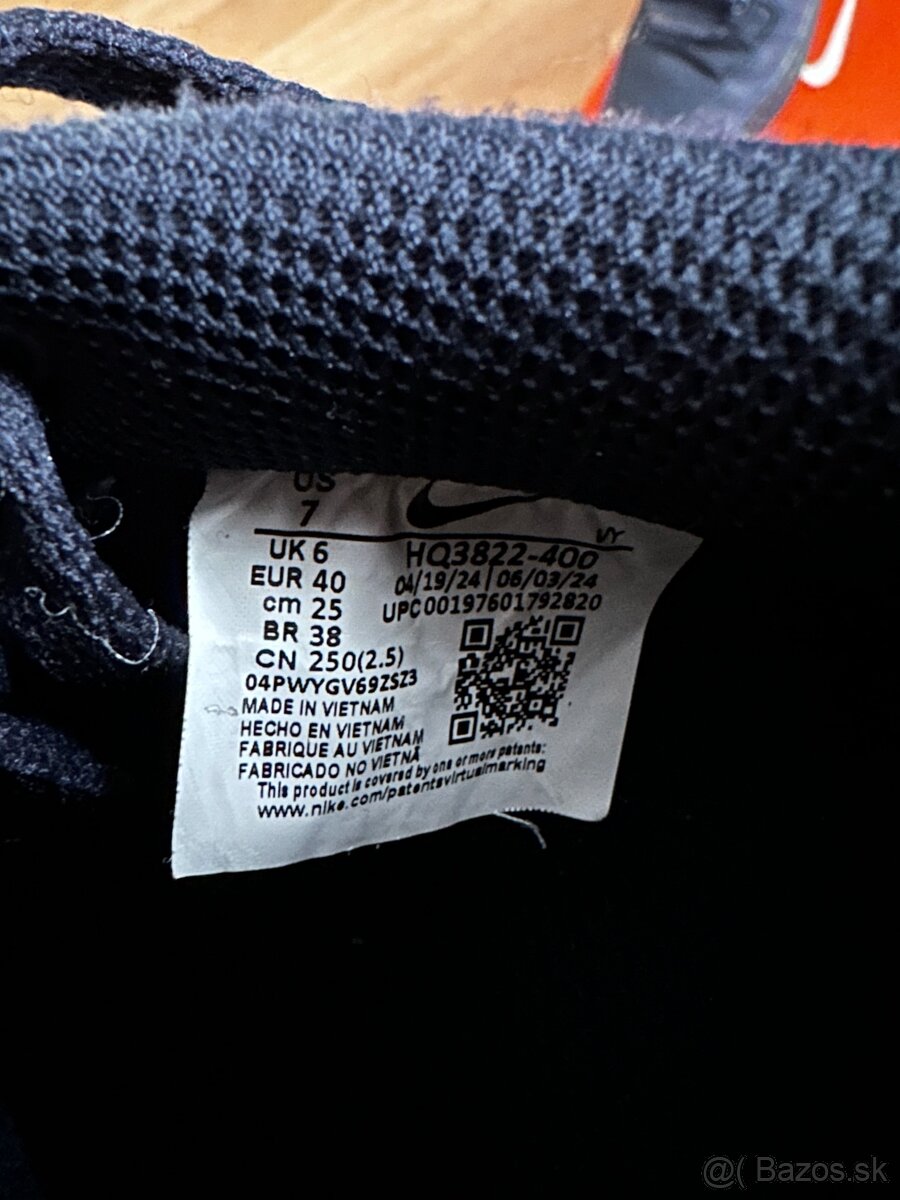 US
7
VY
UK 6
HQ3822-400
EUR 40
04/19/24 | 06/03/24
cm 25
UPC00197601792820
BR 38
CN 250(2.5)
04PWYGV69ZSZ3
MADE IN VIETNAM
HECHO EN VIETNAM
FABRIQUE AU VIETNAM
FABRICADO NO VIETNÃ
This product is covered by one or more patents:
www.nike.com/patentsvirtualmarking
@( Bazos.sk